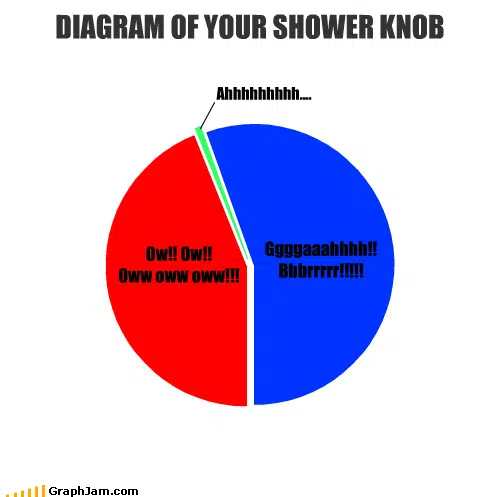 DIAGRAM OF YOUR SHOWER KNOB
Ahhhhhhhhh....
Ow!! Ow!!
Oww oww oww!!!
Ggggaaahhhh!!
Bbbrrrrr!!!!!
GraphJam.com